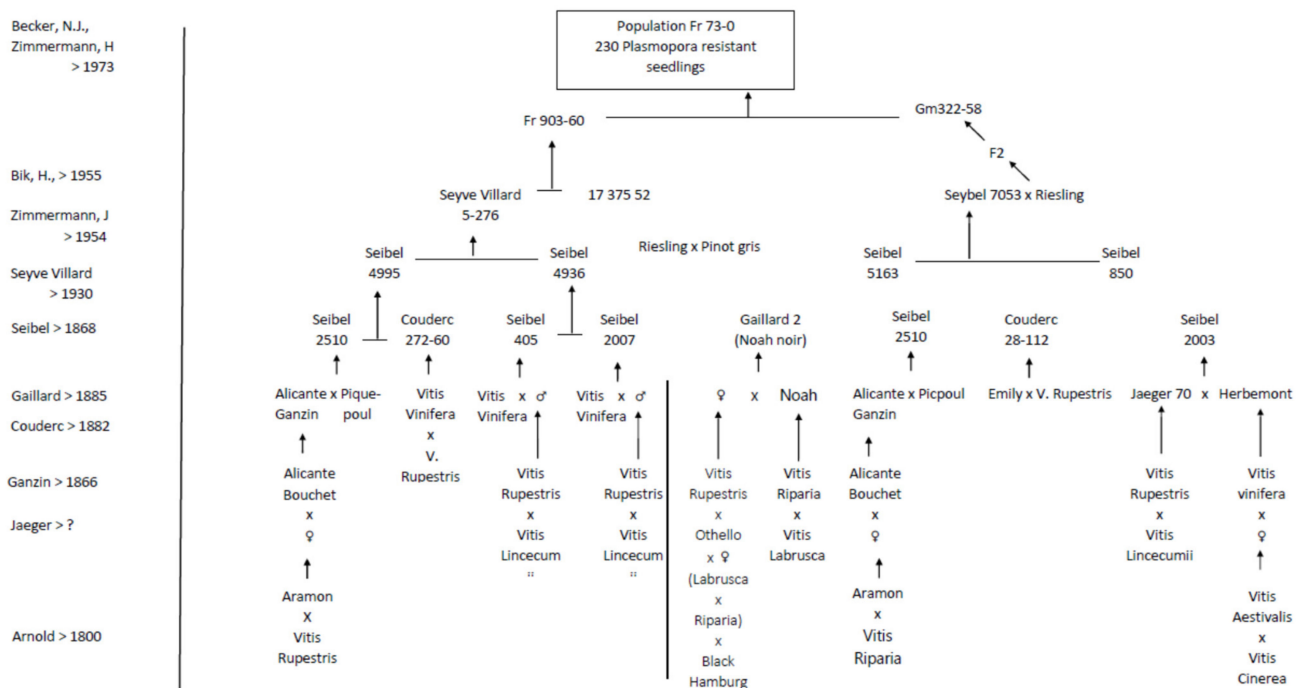 Becker, N.J.,
Zimmermann, H
> 1973
Population Fr 73-0
230 Plasmopora resistant
seedlings
Fr 903-60
Gm322-58
F2
Bik, H., > 1955
Seyve Villard
5-276
17 375 52
Seybel 7053 x Riesling
Zimmermann, J
> 1954
Riesling x Pinot gris
Seibel
4995
Seibel
4936
Seibel
5163
Seibel
850
Seyve Villard
> 1930
Seibel > 1868
Seibel
2510
Couderc
272-60
Seibel
405
Seibel
2007
Gaillard 2
(Noah noir)
Seibel
2510
Couderc
28-112
Seibel
2003
Gaillard > 1885
Couderc > 1882
Alicante x Pique-
Ganzin poul
Vitis
Vinifera
x
V.
Rupestris
Vitis x ♂
Vinifera
Vitis x ♂
Vinifera
♀ x Noah
Alicante x Picpoul
Ganzin
Emily x V. Rupestris
Jaeger 70 x Herbemont
Ganzin > 1866
Jaeger > ?
Alicante
Bouchet
x
♀
Vitis
Rupestris
x
Vitis
Lincecum
"
Vitis
Rupestris
x
Vitis
Lincecum
"
Vitis
Rupestris
x
Othello
x ♀
(Labrusca
x
Riparia)
x
Black
Hamburg
Vitis
Riparia
x
Vitis
Labrusca
Alicante
Bouchet
x
♀
Vitis
Rupestris
x
Vitis
Lincecumii
Vitis
vinifera
x
♀
Arnold > 1800
Aramon
X
Vitis
Rupestris
Aramon
x
Vitis
Riparia
Vitis
Aestivalis
x
Vitis
Cinerea